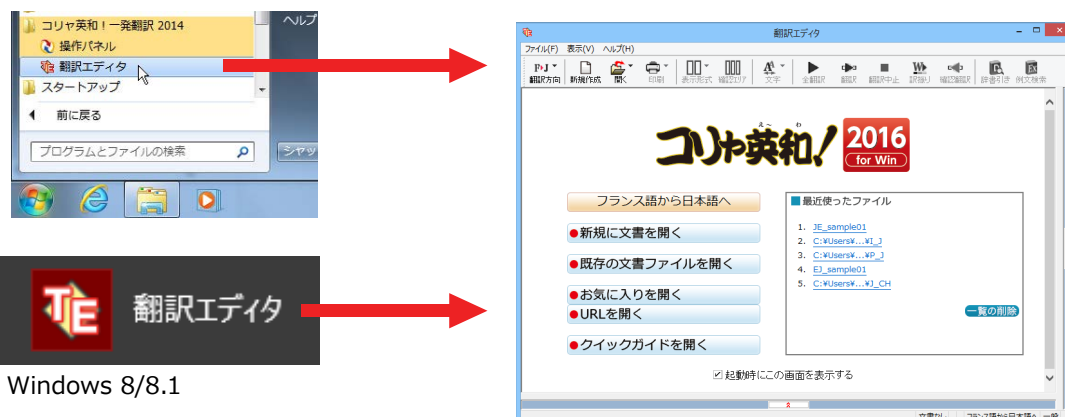 コリャ英和！一発翻訳 2014
ヘルプ
操作パネル
翻訳エディタ
スタートアップ
前に戻る
プログラムとファイルの検索
シャッ
TE
翻訳エディタ
Windows 8/8.1
翻訳エディタ
ファイル(F) 表示(V) ヘルプ(H)
F▸J
翻訳方向 新規作成 開く 印刷 表示形式 確認エリア 文字 全翻訳 翻訳 翻訳中止 訳振り 確認翻訳 辞書引き 例文検索
え～ わ
コリャ英和! 2016
for Win
フランス語から日本語へ
●新規に文書を開く
●既存の文書ファイルを開く
●お気に入りを開く
●URLを開く
●クイックガイドを開く
最近使ったファイル
1. JE_sample01
2. C:¥Users¥...¥I_J
3. C:¥Users¥...¥P_J
4. EJ_sample01
5. C:¥Users¥...¥J_CH
一覧の削除
起動時にこの画面を表示する